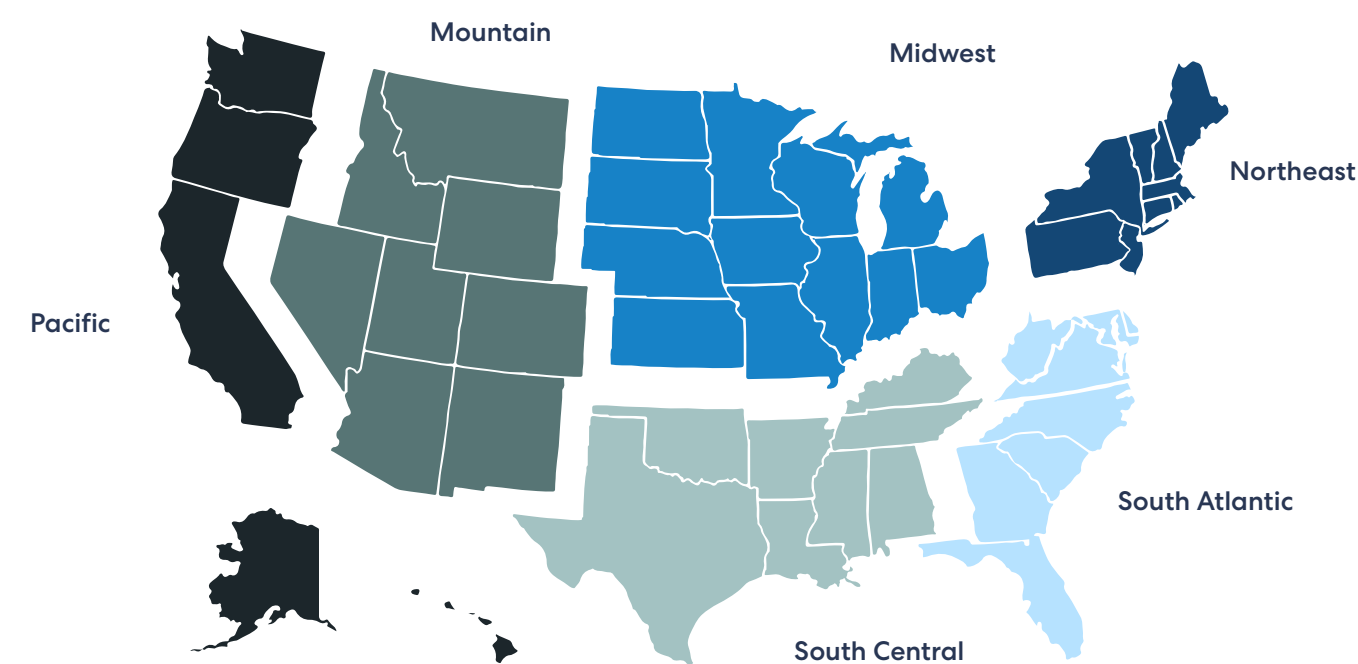 Mountain
Midwest
Northeast
Pacific
South Atlantic
South Central